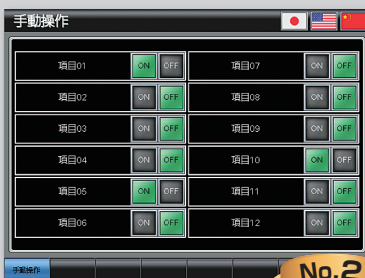 手動操作
項目01 ON OFF 項目07 ON OFF
項目02 ON OFF 項目08 ON OFF
項目03 ON OFF 項目09 ON OFF
項目04 ON OFF 項目10 ON OFF
項目05 ON OFF 項目11 ON OFF
項目06 ON OFF 項目12 ON OFF
手動操作
No.2